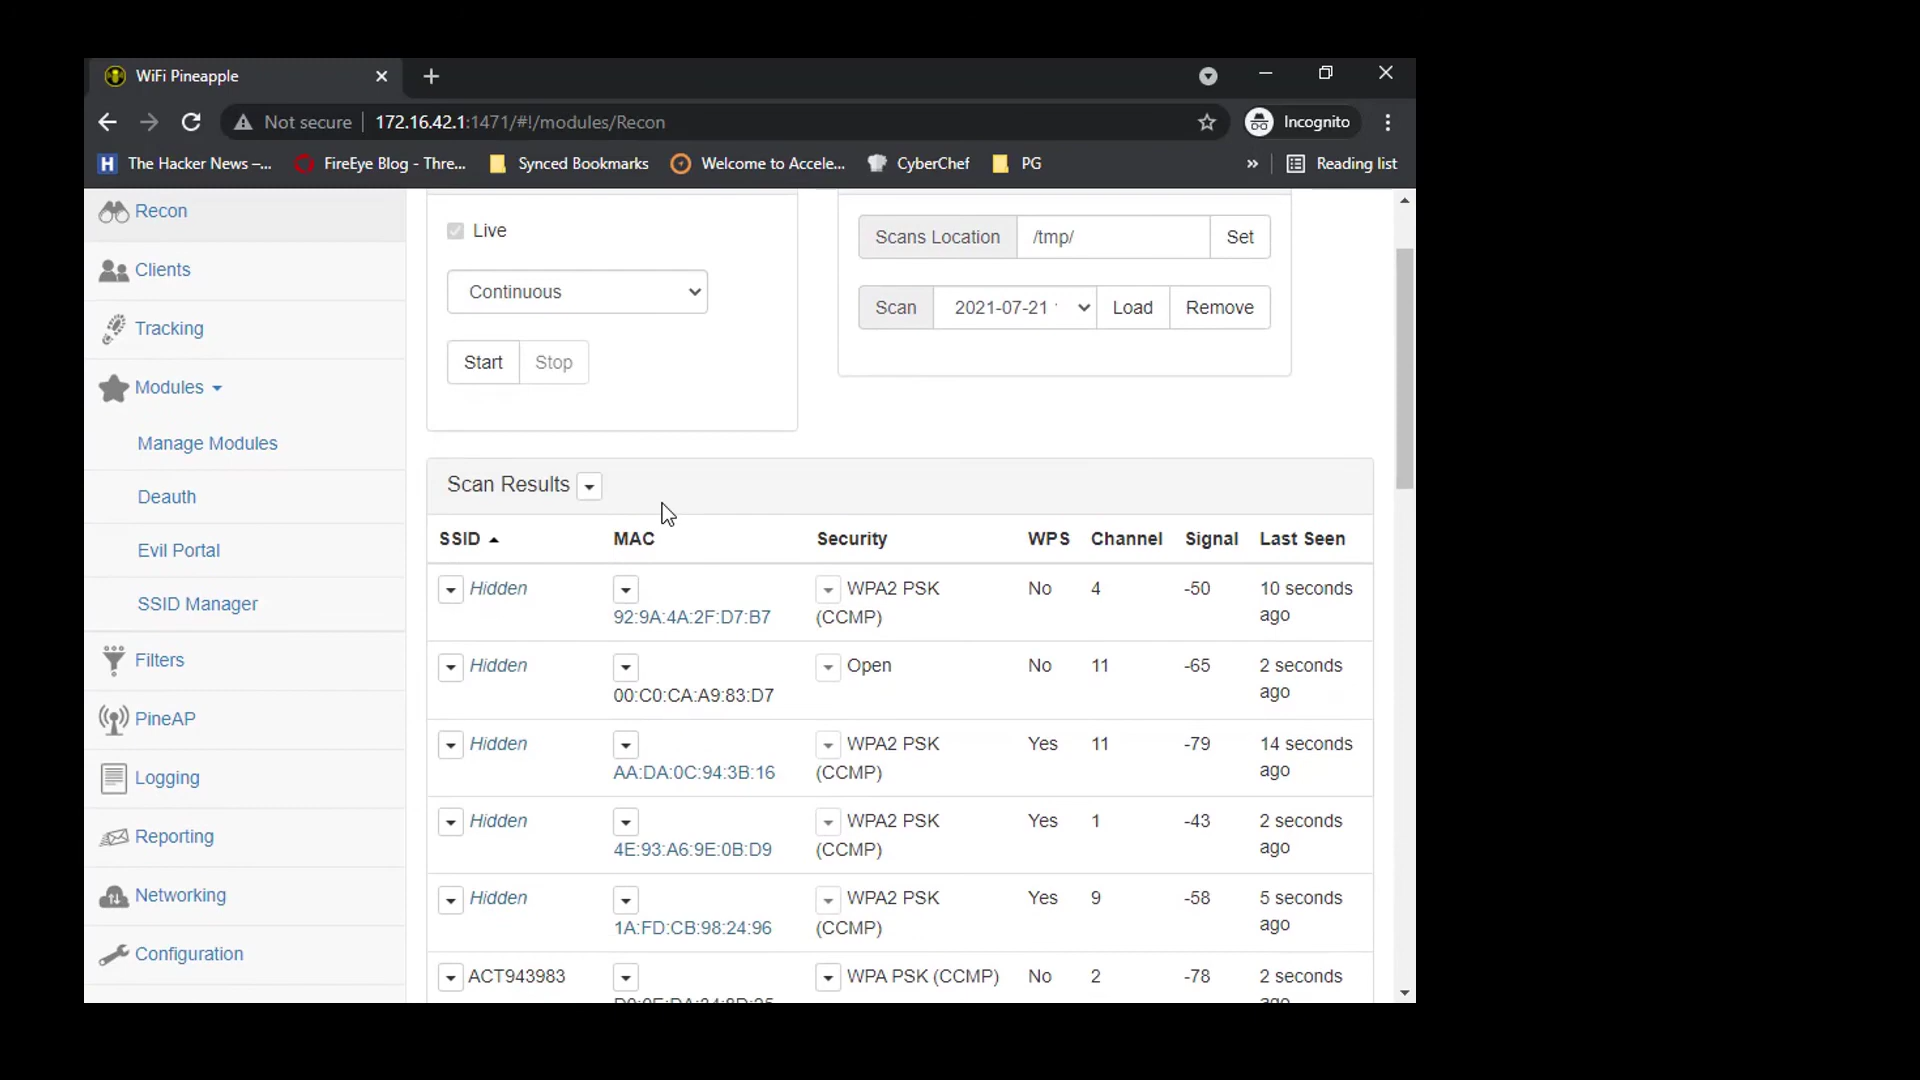 WiFi Pineapple
Not secure 172.16.42.1:1471/#!/modules/Recon Incognito
The Hacker News –... FireEye Blog - Thre... Synced Bookmarks Welcome to Accele... CyberChef PG » Reading list
Recon
Clients
Tracking
Modules
Manage Modules
Deauth
Evil Portal
SSID Manager
Filters
PineAP
Logging
Reporting
Networking
Configuration
Live
Continuous
Start Stop
Scans Location /tmp/ Set
Scan 2021-07-21 Load Remove
Scan Results
SSID MAC Security WPS Channel Signal Last Seen
Hidden 92:9A:4A:2F:D7:B7 WPA2 PSK (CCMP) No 4 -50 10 seconds ago
Hidden 00:C0:CA:A9:83:D7 Open No 11 -65 2 seconds ago
Hidden AA:DA:0C:94:3B:16 WPA2 PSK (CCMP) Yes 11 -79 14 seconds ago
Hidden 4E:93:A6:9E:0B:D9 WPA2 PSK (CCMP) Yes 1 -43 2 seconds ago
Hidden 1A:FD:CB:98:24:96 WPA2 PSK (CCMP) Yes 9 -58 5 seconds ago
ACT943983 WPA PSK (CCMP) No 2 -78 2 seconds ago